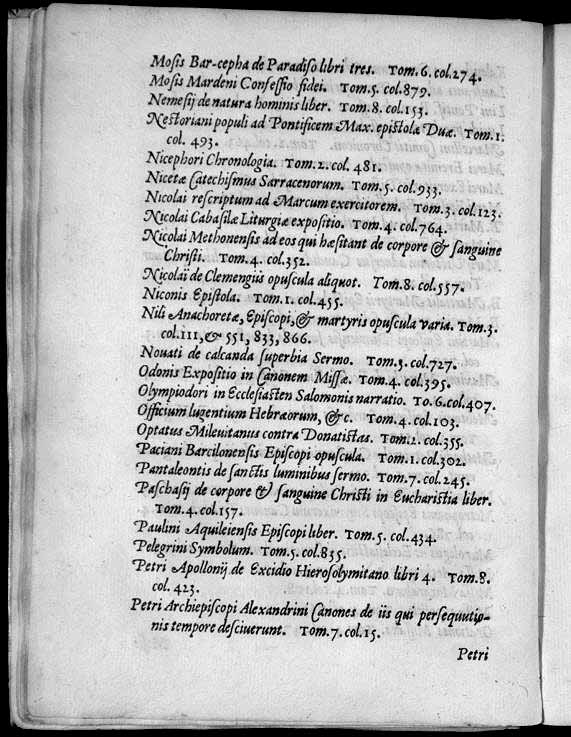 Mosis Bar-cepha de Paradiso libri tres. Tom. 6. col. 274.
Mosis Mardeni Confessio fidei. Tom. 5. col. 879.
Nemesij de natura hominis liber. Tom. 8. col. 153.
Nestoriani populi ad Pontificem Max. epistolæ Duæ. Tom. 1.
col. 493.
Nicephori Chronologia. Tom. 2. col. 481.
Nicetæ Catechismus Sarracenorum. Tom. 5. col. 933.
Nicolai rescriptum ad Marcum exercitorem. Tom. 3. col. 123.
Nicolai Cabasilæ Liturgiæ expositio. Tom. 4. col. 764.
Nicolai Methonensis ad eos qui hæsitant de corpore & sanguine
Christi. Tom. 4. col. 352.
Nicolai de Clemengiis opuscula aliquot. Tom. 8. col. 557.
Niconis Epistola. Tom. 1. col. 455.
Nili Anachoretæ, Episcopi, & martyris opuscula varia. Tom. 3.
col. 111, & 551, 833, 866.
Nouati de calcanda superbia Sermo. Tom. 3. col. 727.
Odonis Expositio in Canonem Missæ. Tom. 4. col. 395.
Olympiodori in Ecclesiasten Salomonis narratio. To. 6. col. 407.
Officium lugentium Hebræorum, &c. Tom. 4. col. 103.
Optatus Mileuitanus contra Donatistas. Tom. 2. col. 355.
Paciani Barcilonensis Episcopi opuscula. Tom. 1. col. 302.
Pantaleontis de sanctis luminibus sermo. Tom. 7. col. 245.
Paschasij de corpore & sanguine Christi in Eucharistia liber.
Tom. 4. col. 157.
Paulini Aquileiensis Episcopi liber. Tom. 5. col. 434.
Pelegrini Symbolum. Tom. 5. col. 835.
Petri Apollonij de Excidio Hierosolymitano libri 4. Tom. 8.
col. 423.
Petri Archiepiscopi Alexandrini Canones de iis qui persequutio-
nis tempore desciuerunt. Tom. 7. col. 15.
Petri